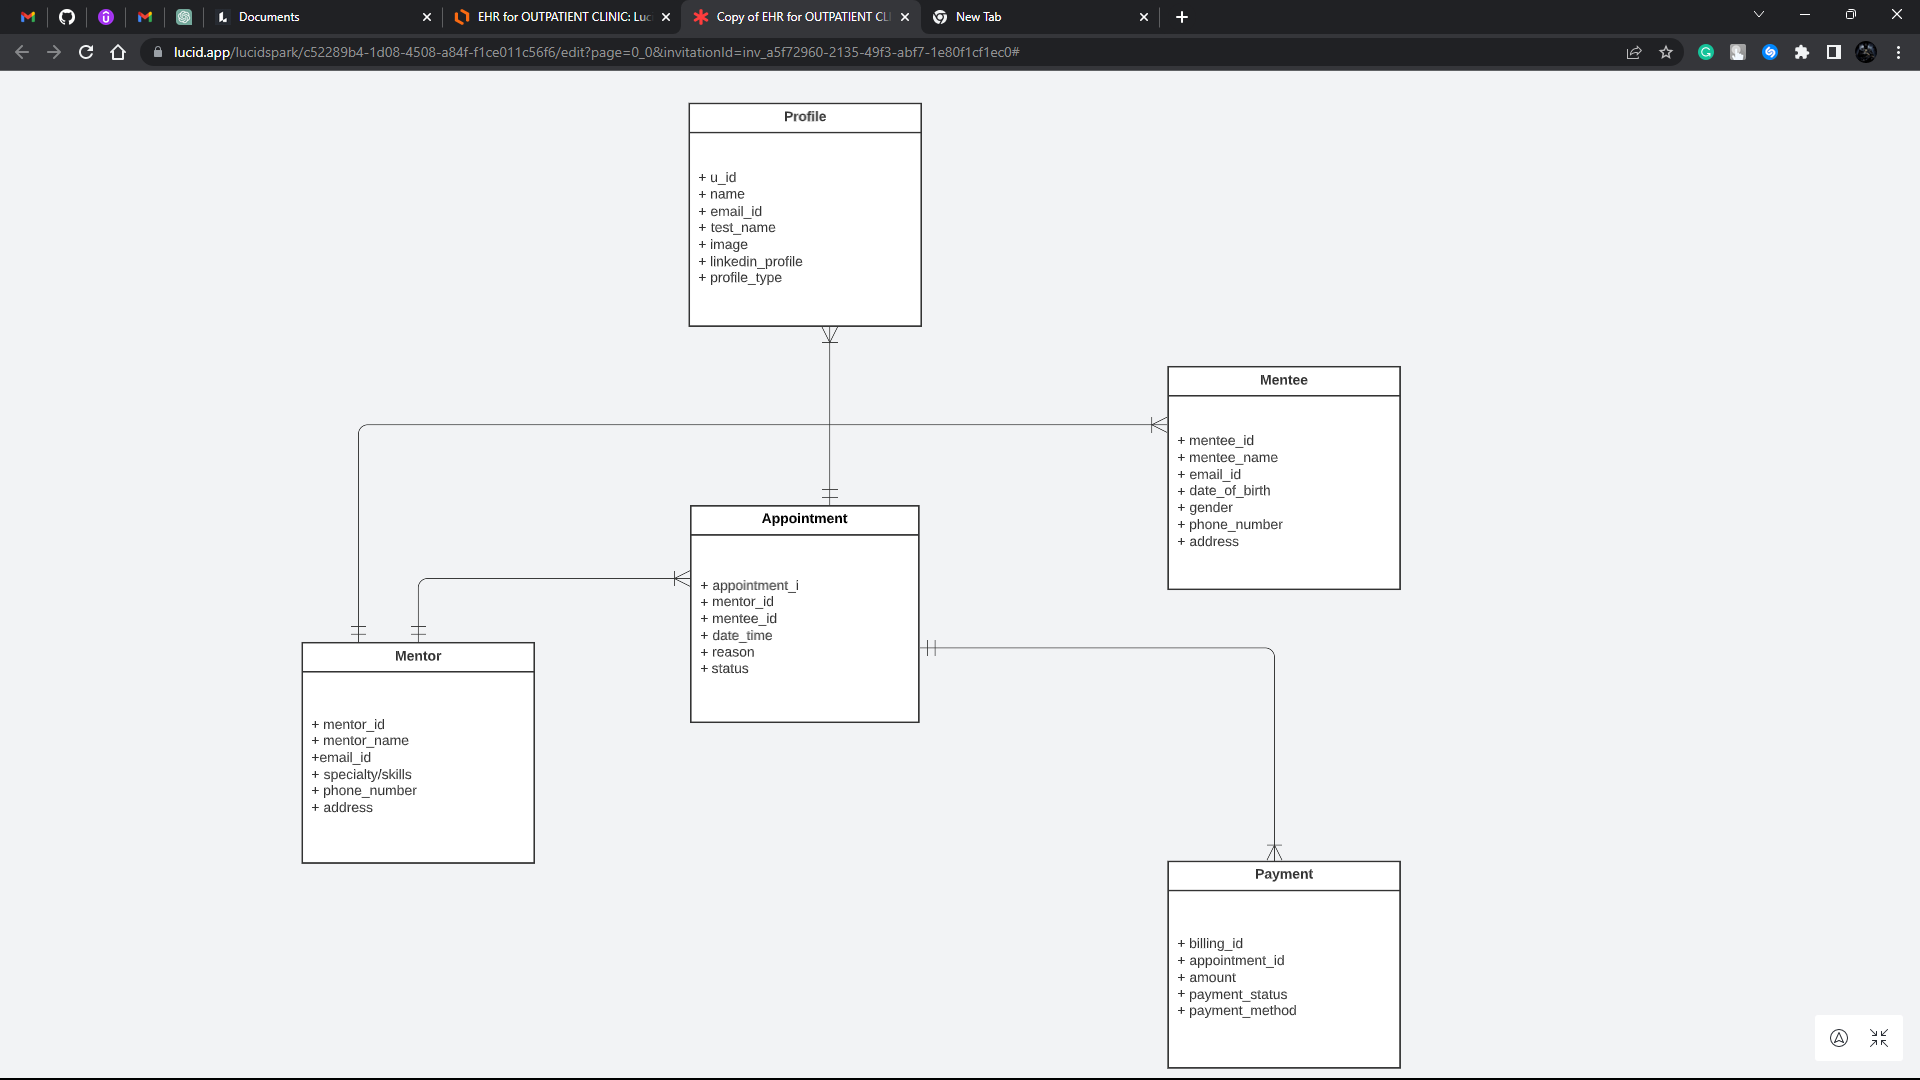 Documents
EHR for OUTPATIENT CLINIC: Luc
Copy of EHR for OUTPATIENT CL
New Tab
lucid.app/lucidspark/c52289b4-1d08-4508-a84f-f1ce011c56f6/edit?page=0_0&invitationId=inv_a5f72960-2135-49f3-abf7-1e80f1cf1ec0#
Profile
+ u_id
+ name
+ email_id
+ test_name
+ image
+ linkedin_profile
+ profile_type
Mentee
+ mentee_id
+ mentee_name
+ email_id
+ date_of_birth
+ gender
+ phone_number
+ address
Appointment
+ appointment_i
+ mentor_id
+ mentee_id
+ date_time
+ reason
+ status
Mentor
+ mentor_id
+ mentor_name
+email_id
+ specialty/skills
+ phone_number
+ address
Payment
+ billing_id
+ appointment_id
+ amount
+ payment_status
+ payment_method